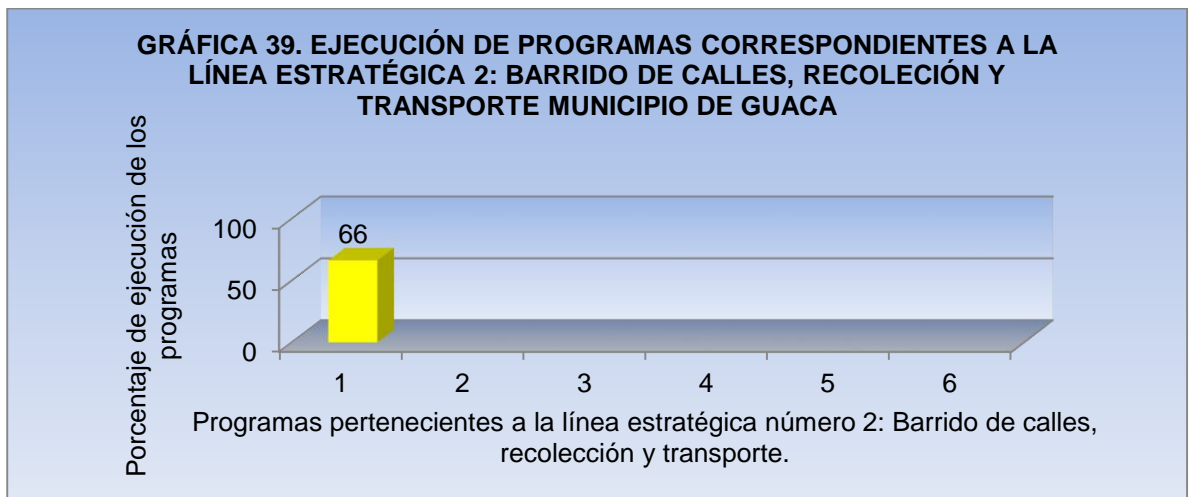 GRÁFICA 39. EJECUCIÓN DE PROGRAMAS CORRESPONDIENTES A LA
LÍNEA ESTRATÉGICA 2: BARRIDO DE CALLES, RECOLECIÓN Y
TRANSPORTE MUNICIPIO DE GUACA
Porcentaje de ejecución de los
programas
100
50
0
66
1 2 3 4 5 6
Programas pertenecientes a la línea estratégica número 2: Barrido de calles,
recolección y transporte.